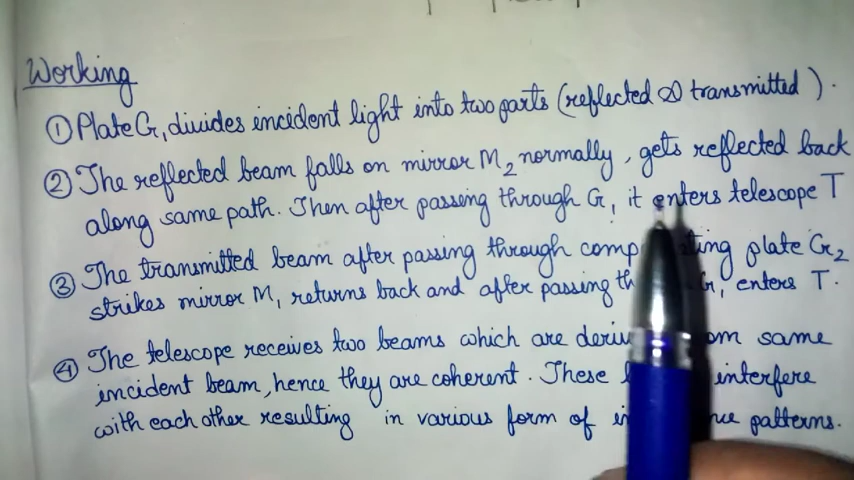 Working
① Plate G₁ divides incident light into two parts (reflected & transmitted).
② The reflected beam falls on mirror M₂ normally, gets reflected back
along same path. Then after passing through G₁ it enters telescope T
③ The transmitted beam after passing through plate G₂
strikes mirror M₁ returns back and after passing G₁ enters T.
④ The telescope receives two beams which are same
incident beam, hence they are coherent. These interfere
with each other resulting in various form of patterns.